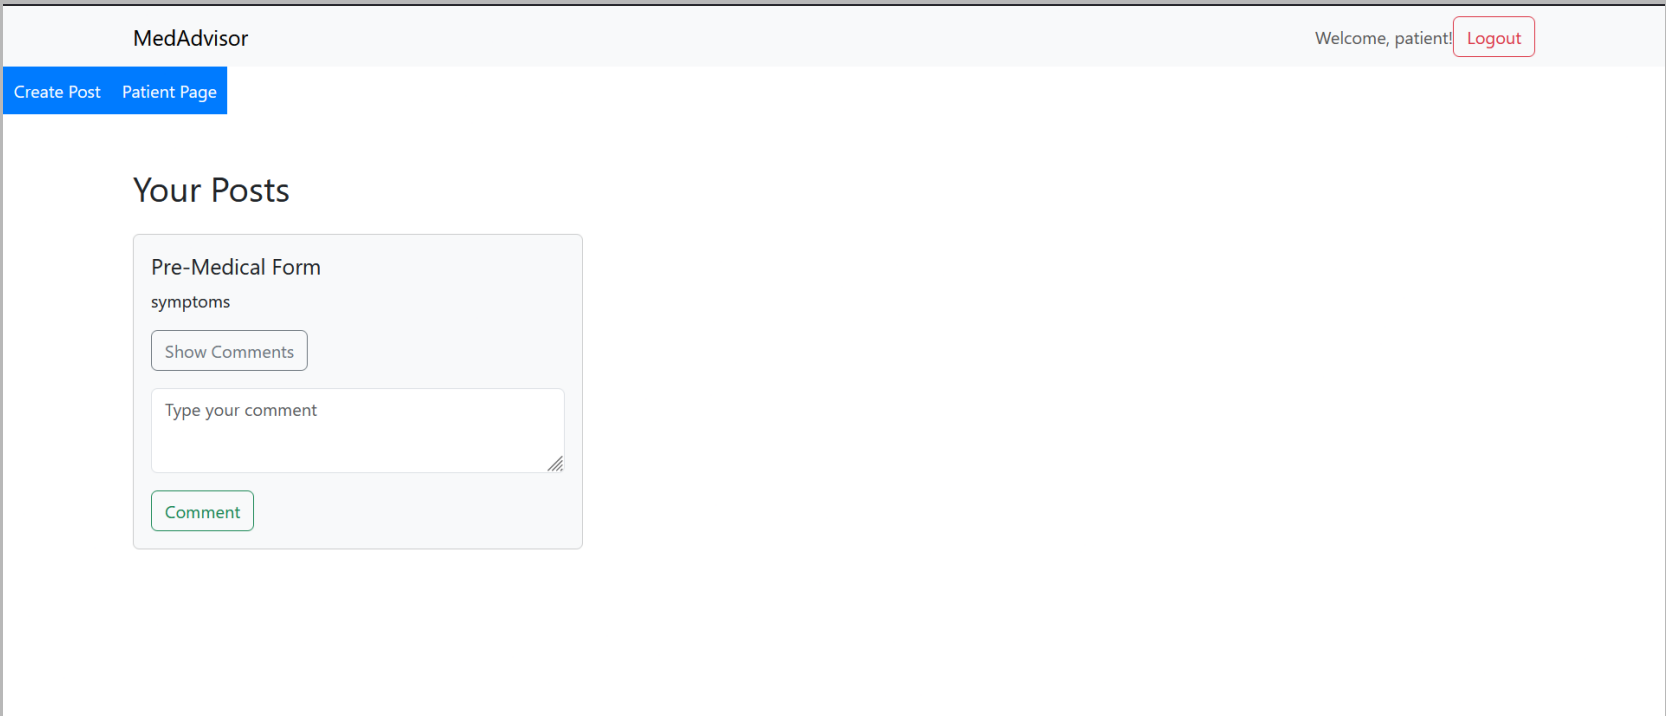 MedAdvisor
Welcome, patient! Logout
Create Post Patient Page
Your Posts
Pre-Medical Form
symptoms
Show Comments
Type your comment
Comment